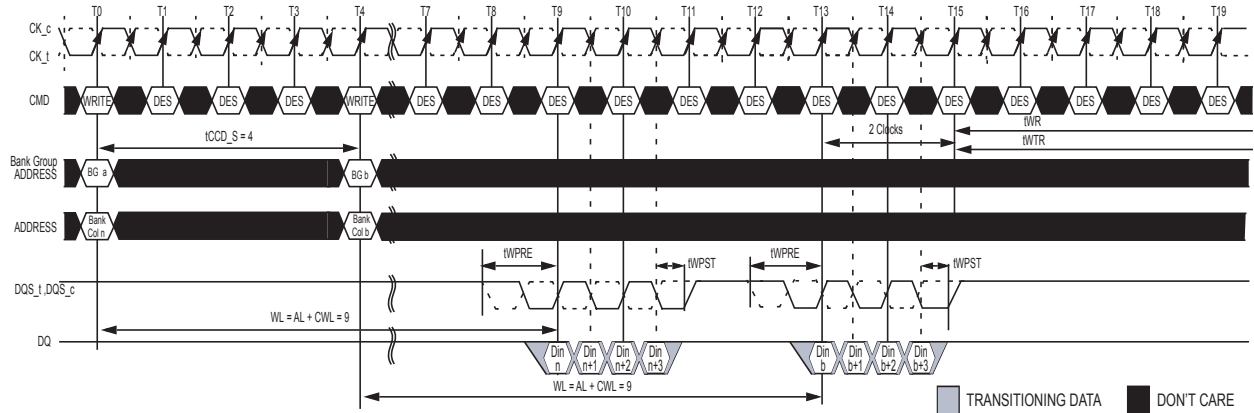 T0 T1 T2 T3 T4 T7 T8 T9 T10 T11 T12 T13 T14 T15 T16 T17 T18 T19
CK_c
CK_t
CMD WRITE DES DES DES WRITE DES DES DES DES DES DES DES DES DES DES DES DES DES
tCCD_S = 4
2 Clocks
tWR
tWTR
Bank Group
ADDRESS
BG a
BG b
ADDRESS
Bank
Col n
Bank
Col b
tWPRE
tWPST
tWPRE
tWPST
DQS_t ,DQS_c
WL = AL + CWL = 9
DQ
Din
n
Din
n+1
Din
n+2
Din
n+3
Din
b
Din
b+1
Din
b+2
Din
b+3
WL = AL + CWL = 9
TRANSITIONING DATA
DON'T CARE